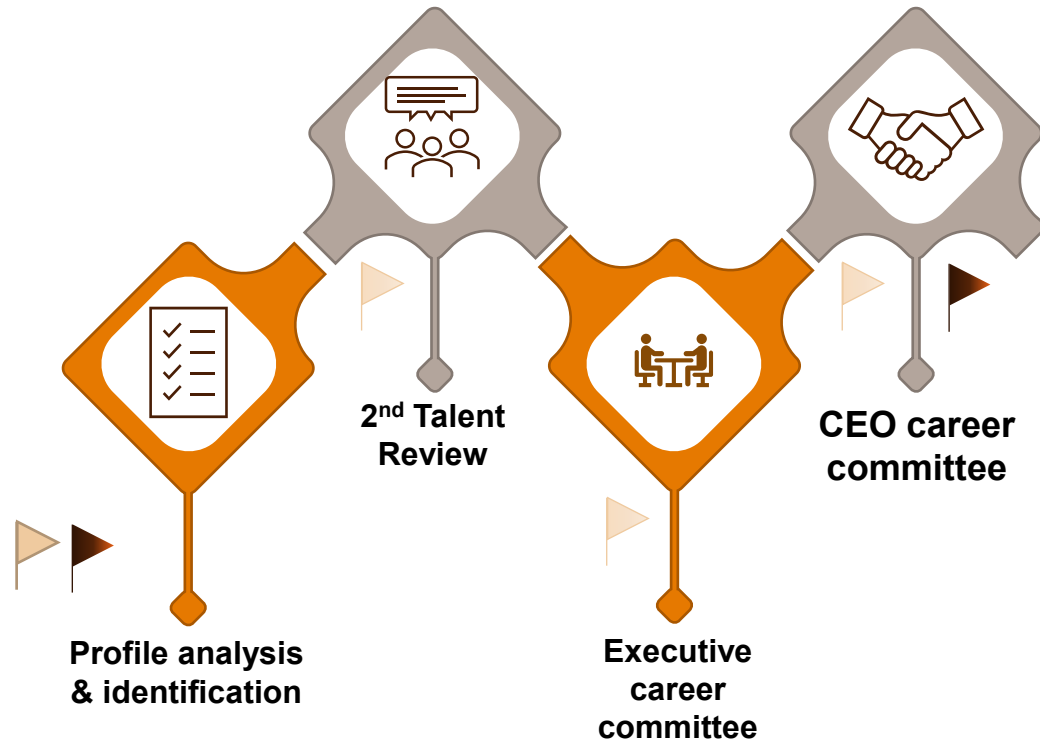 Profile analysis
& identification
2nd Talent
Review
Executive
career
committee
CEO career
committee